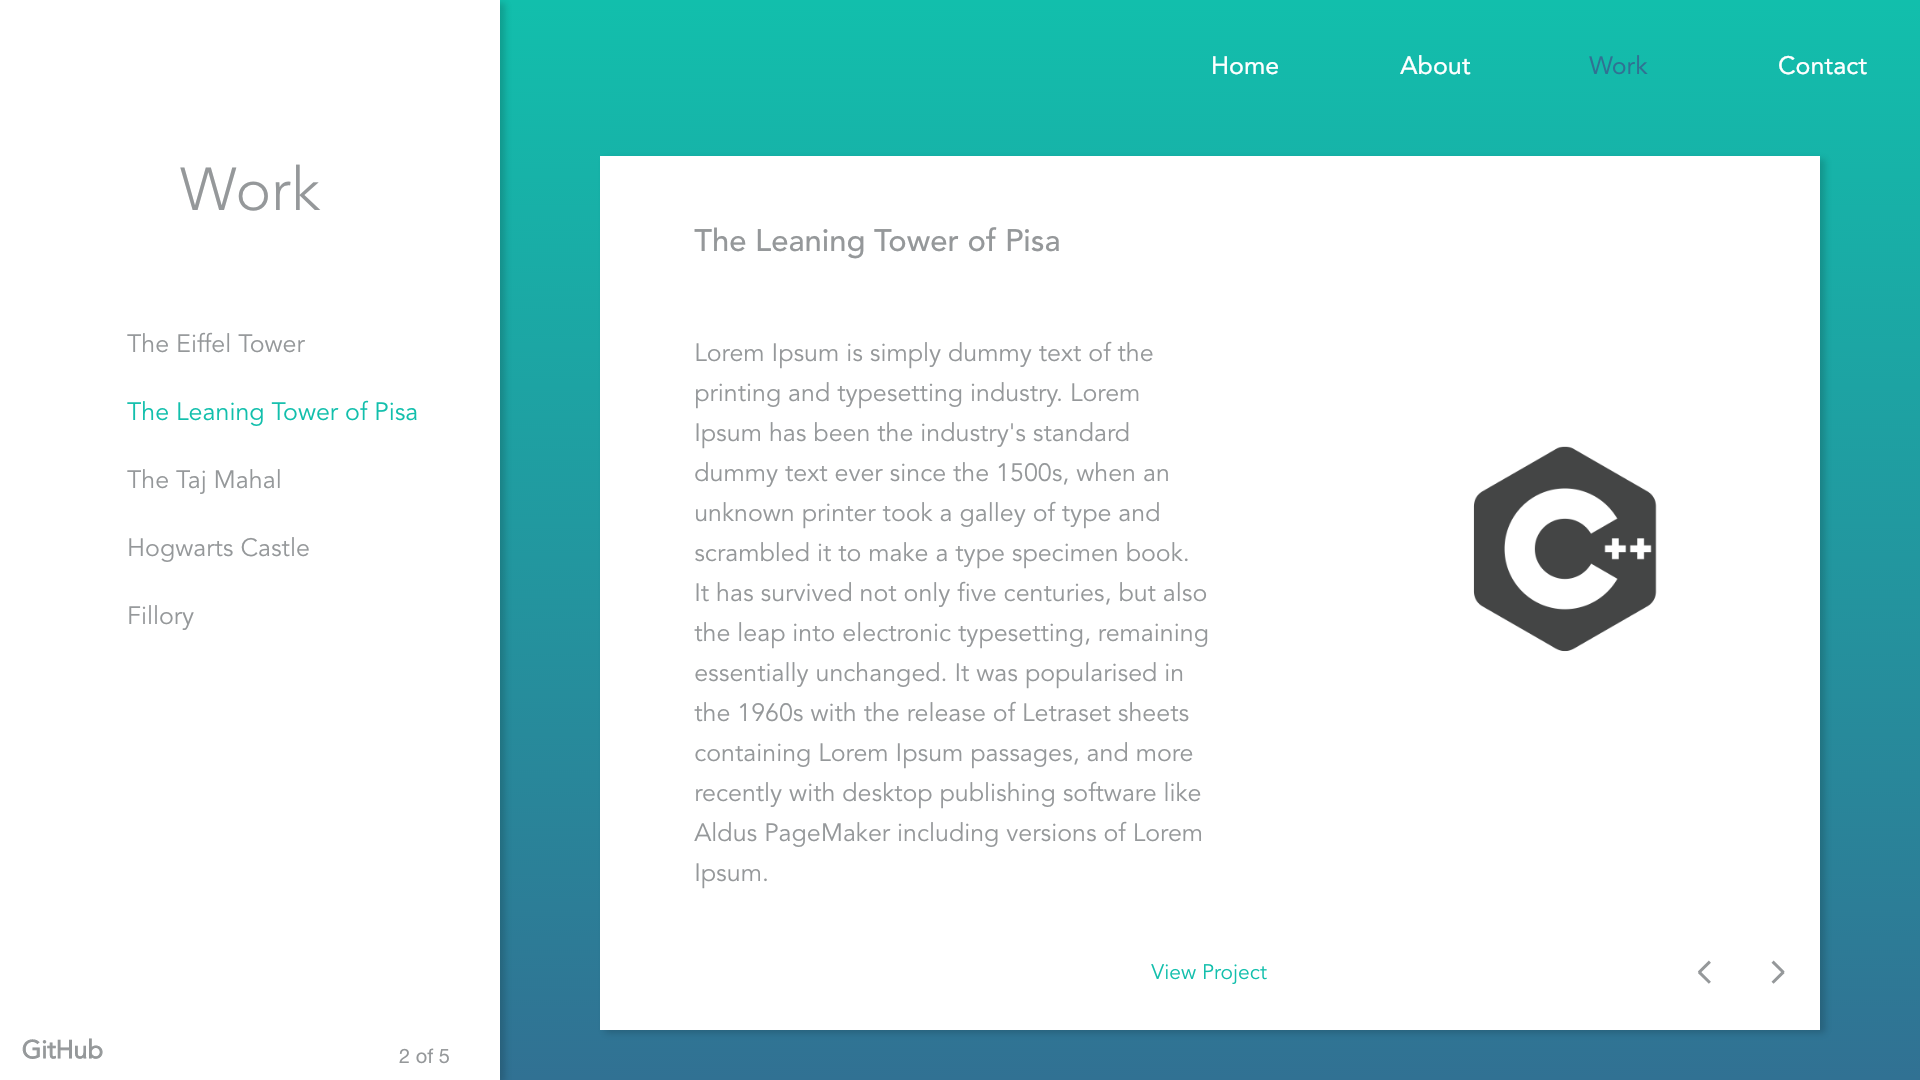 Home
About
Work
Contact
Work
The Eiffel Tower
The Leaning Tower of Pisa
The Taj Mahal
Hogwarts Castle
Fillory
GitHub
2 of 5
The Leaning Tower of Pisa
Lorem Ipsum is simply dummy text of the
printing and typesetting industry. Lorem
Ipsum has been the industry's standard
dummy text ever since the 1500s, when an
unknown printer took a galley of type and
scrambled it to make a type specimen book.
It has survived not only five centuries, but also
the leap into electronic typesetting, remaining
essentially unchanged. It was popularised in
the 1960s with the release of Letraset sheets
containing Lorem Ipsum passages, and more
recently with desktop publishing software like
Aldus PageMaker including versions of Lorem
Ipsum.
C++
View Project